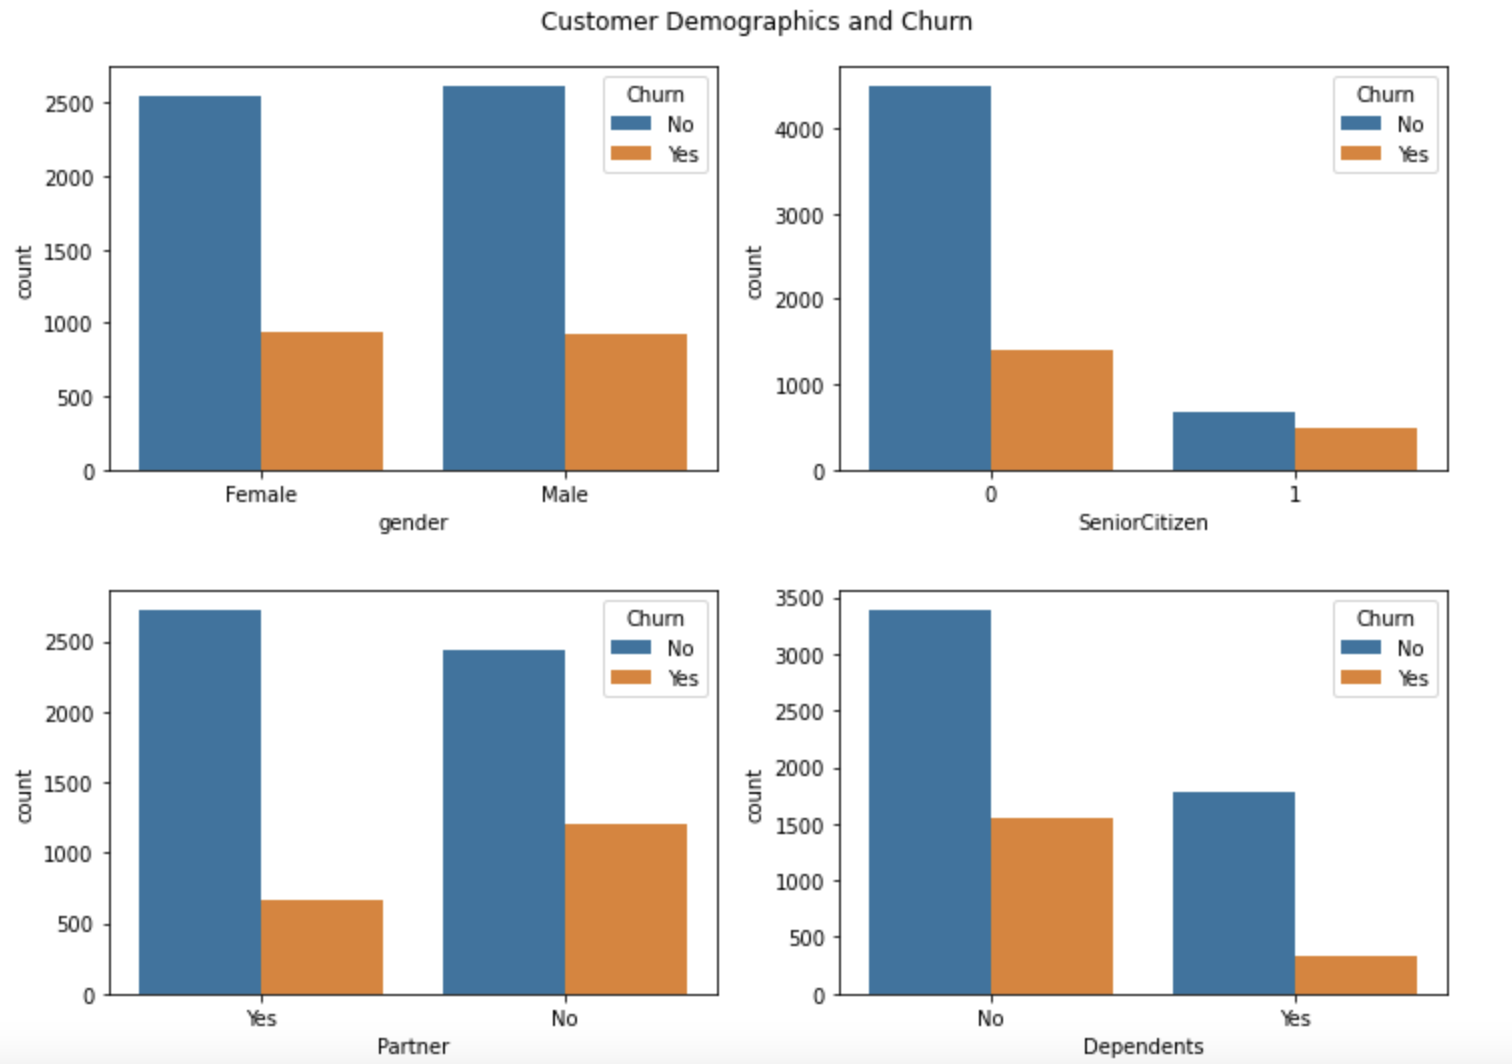 Customer Demographics and Churn
2500
2000
1500
1000
500
0
count
Churn
No
Yes
Female
Male
gender
4000
3000
2000
1000
0
count
Churn
No
Yes
0
1
SeniorCitizen
2500
2000
1500
1000
500
0
count
Churn
No
Yes
Yes
No
Partner
3500
3000
2500
2000
1500
1000
500
0
count
Churn
No
Yes
No
Yes
Dependents